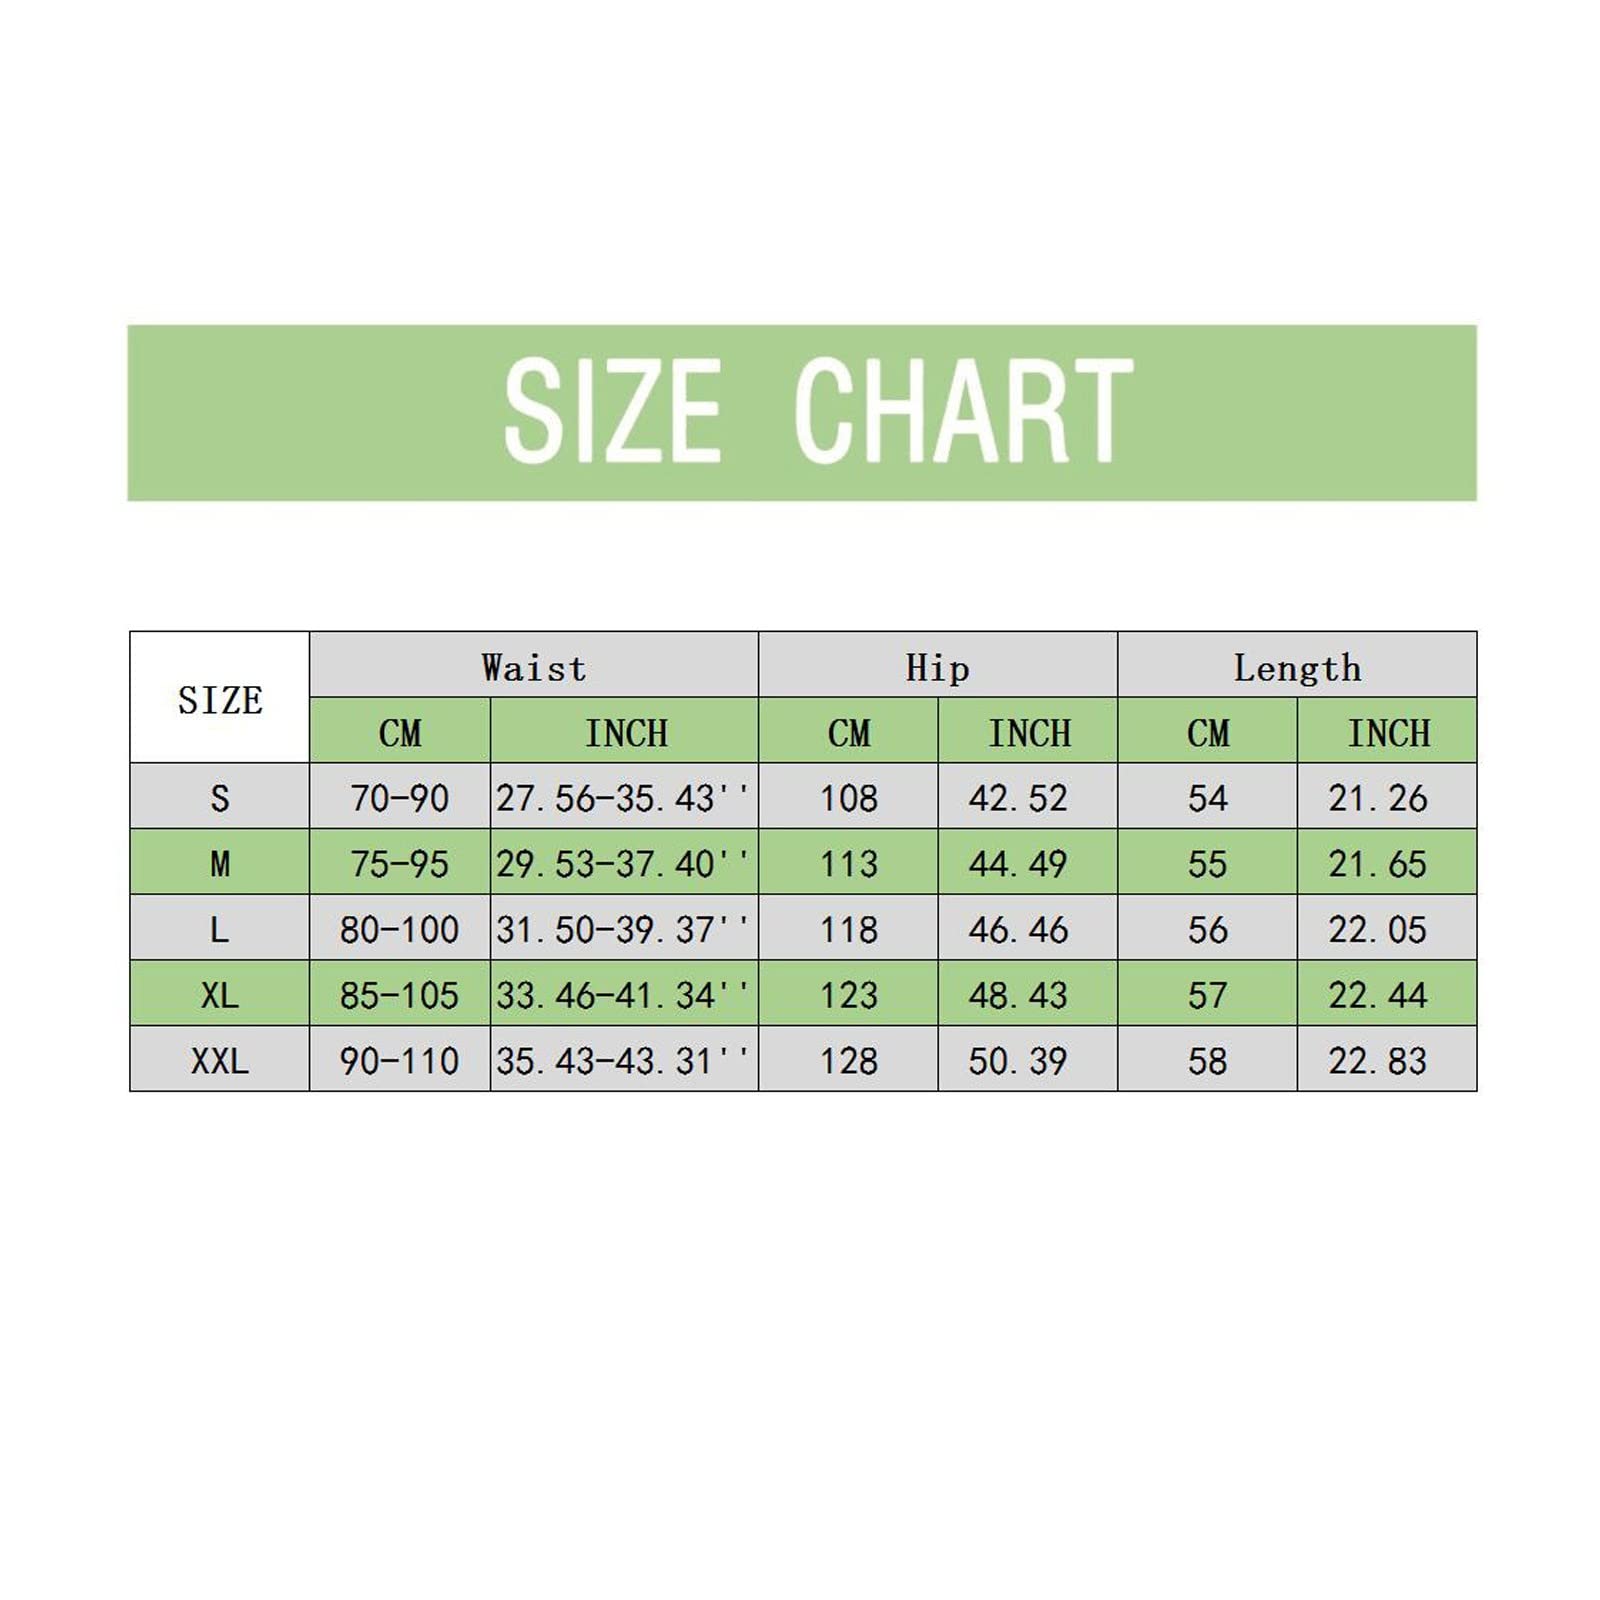 SIZE CHART
SIZE Waist Hip Length
CM INCH CM INCH CM INCH
S 70-90 27.56-35.43'' 108 42.52 54 21.26
M 75-95 29.53-37.40'' 113 44.49 55 21.65
L 80-100 31.50-39.37'' 118 46.46 56 22.05
XL 85-105 33.46-41.34'' 123 48.43 57 22.44
XXL 90-110 35.43-43.31'' 128 50.39 58 22.83